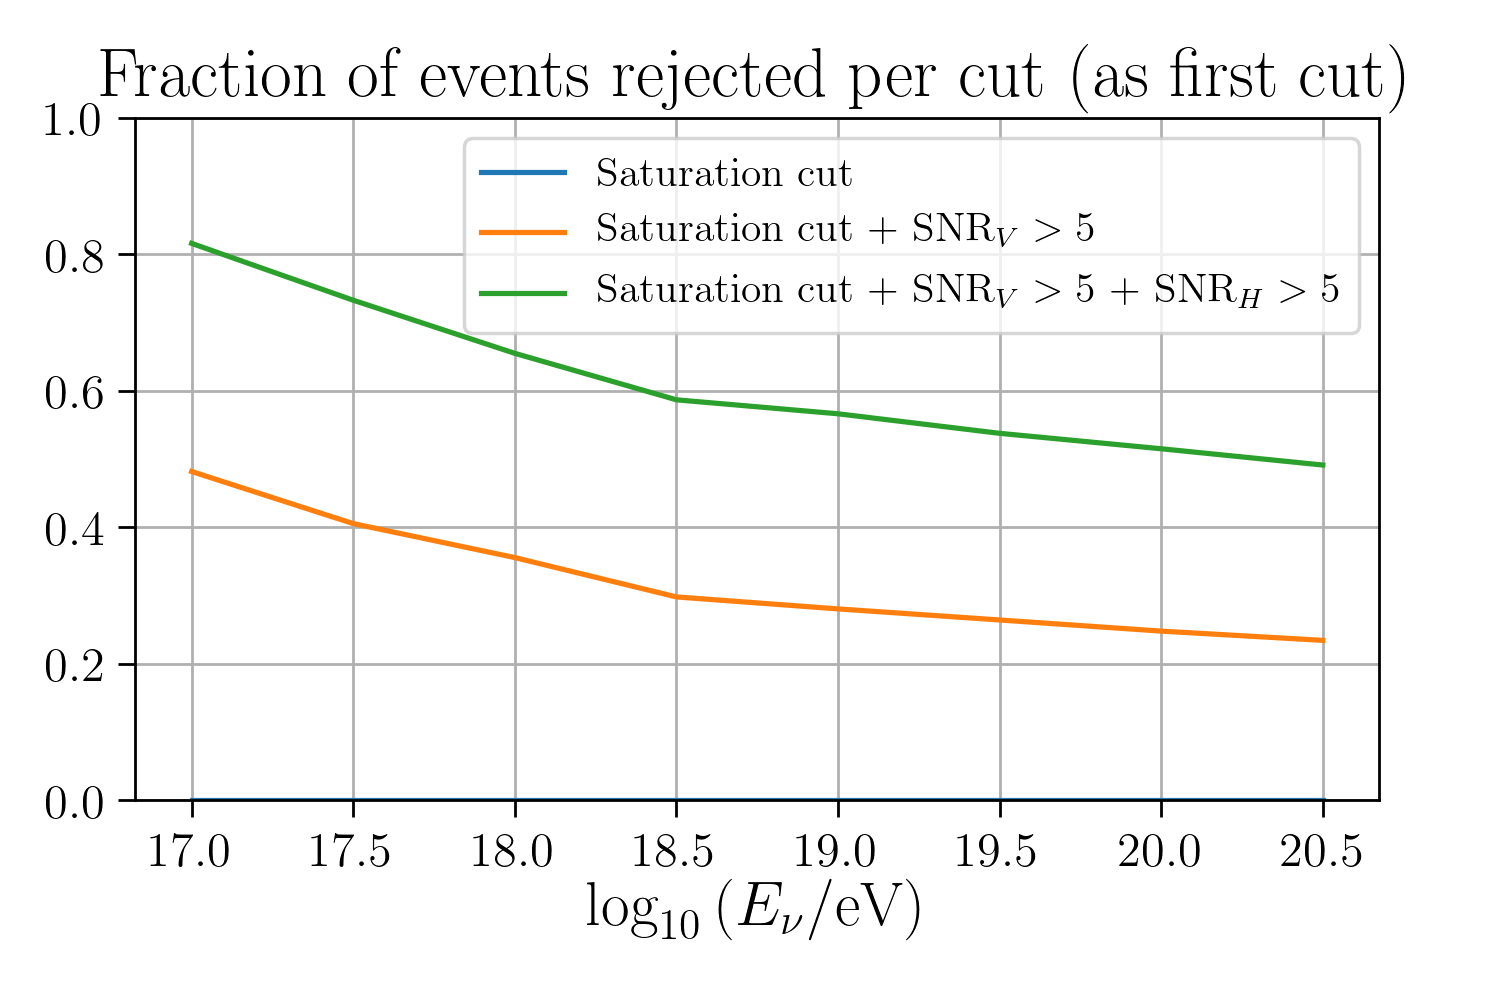 Fraction of events rejected per cut (as first cut)
1.0
0.8
0.6
0.4
0.2
0.0
Saturation cut
Saturation cut + SNR_V > 5
Saturation cut + SNR_V > 5 + SNR_H > 5
17.0 17.5 18.0 18.5 19.0 19.5 20.0 20.5
log₁₀ (E_ν/eV)